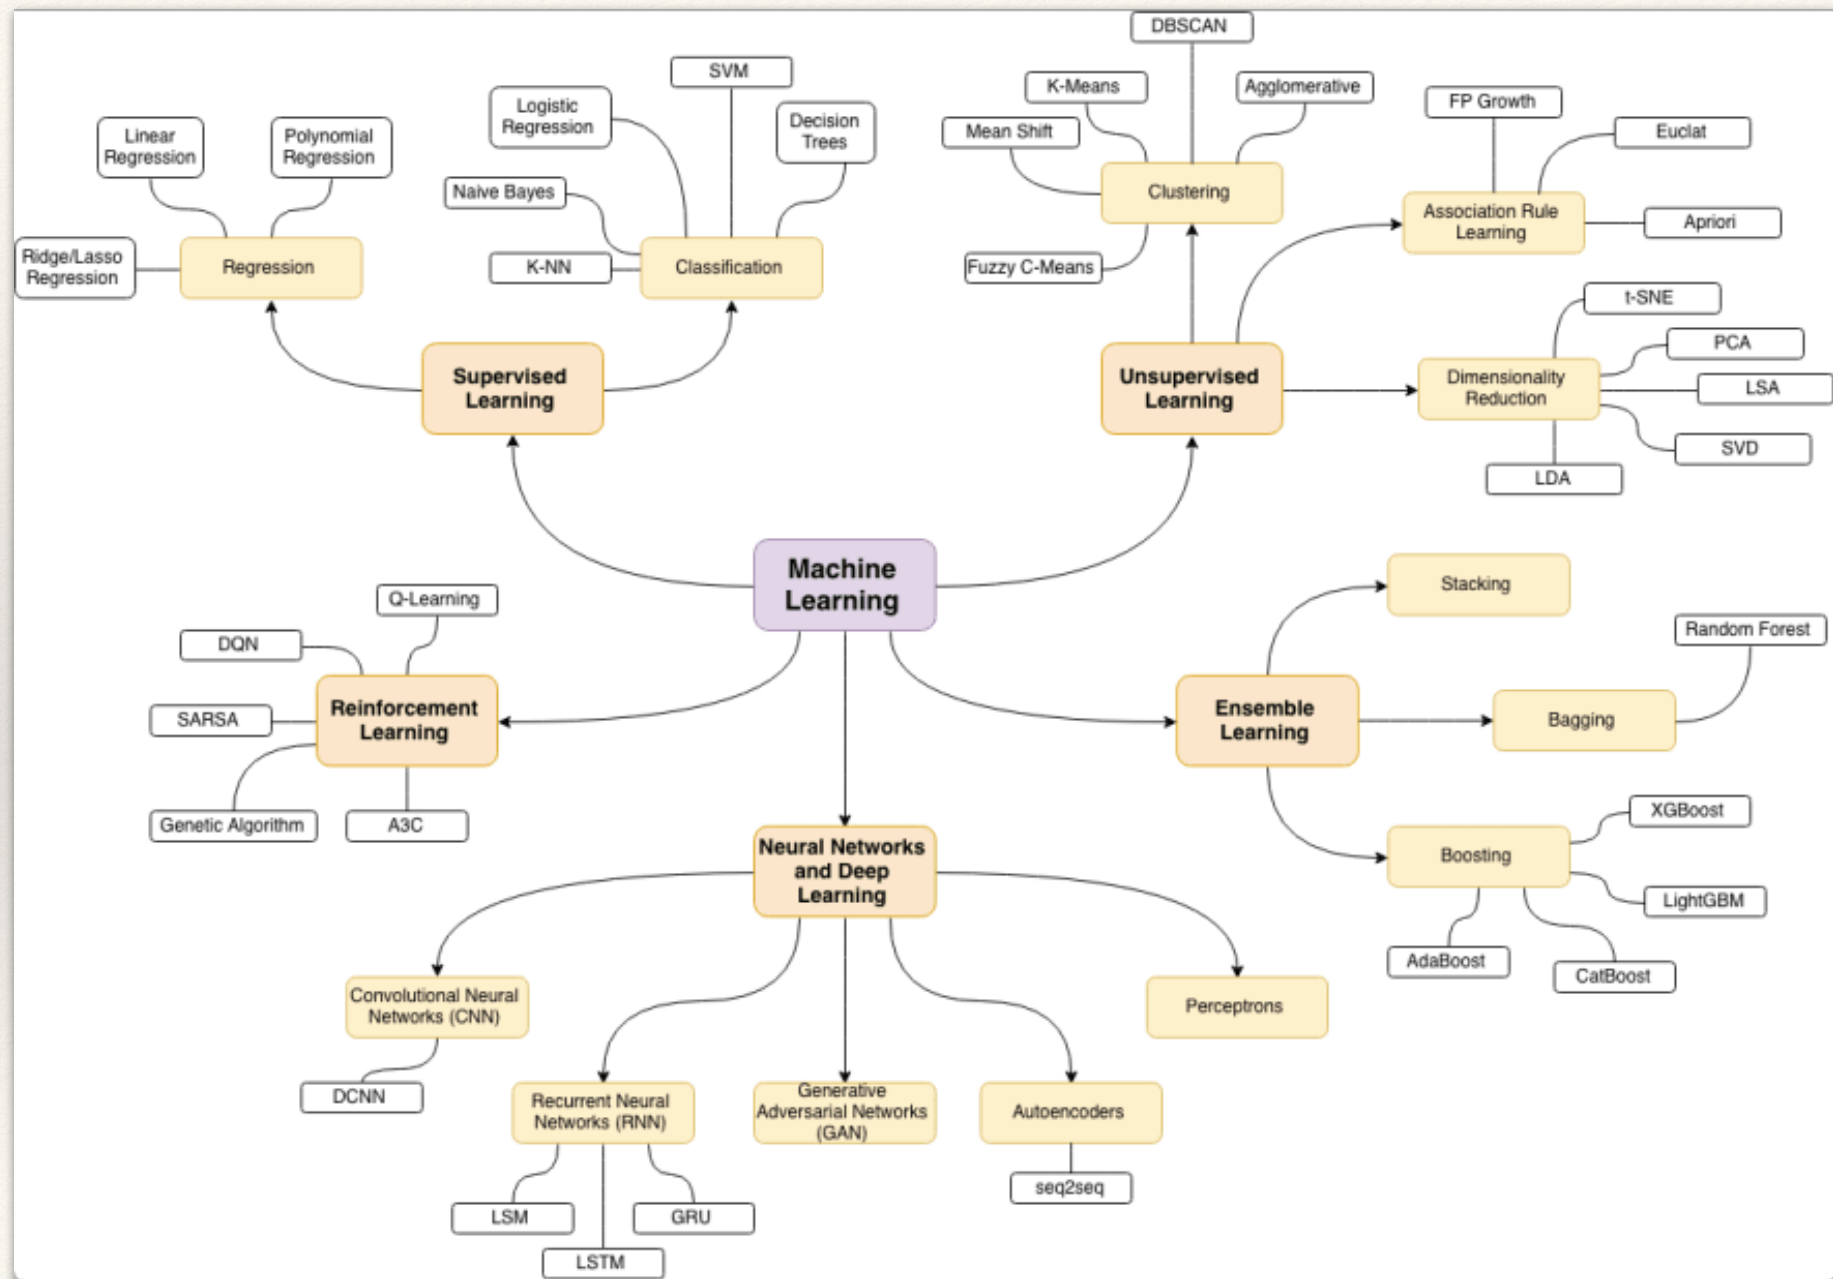 DBSCAN
SVM
K-Means
Agglomerative
FP Growth
Logistic
Regression
Linear
Regression
Polynomial
Regression
Decision
Trees
Mean Shift
Euclat
Naive Bayes
Clustering
Association Rule
Learning
Apriori
Ridge/Lasso
Regression
Regression
K-NN
Classification
Fuzzy C-Means
t-SNE
PCA
Supervised
Learning
Unsupervised
Learning
Dimensionality
Reduction
LSA
SVD
LDA
Machine
Learning
Stacking
Q-Learning
DQN
Random Forest
SARSA
Reinforcement
Learning
Ensemble
Learning
Bagging
Genetic Algorithm
A3C
XGBoost
Neural Networks
and Deep
Learning
Boosting
LightGBM
AdaBoost
CatBoost
Convolutional Neural
Networks (CNN)
Perceptrons
DCNN
Recurrent Neural
Networks (RNN)
Generative
Adversarial Networks
(GAN)
Autoencoders
seq2seq
LSM
GRU
LSTM